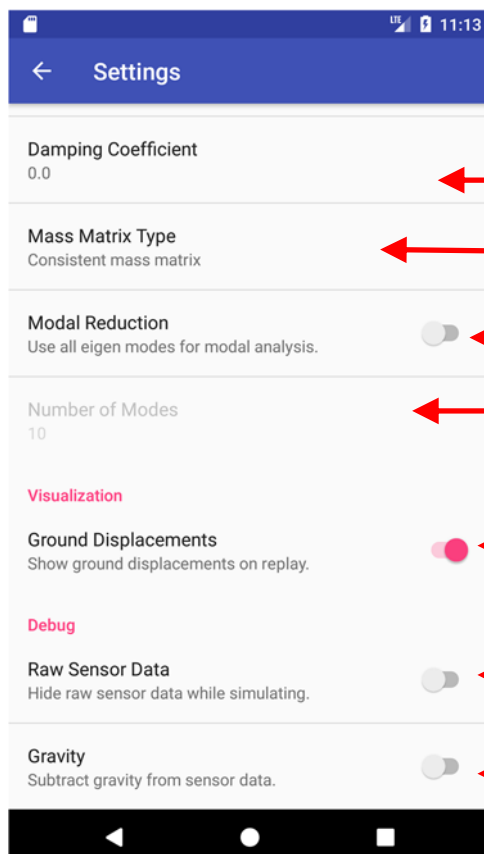 LTE 11:13
Settings
Damping Coefficient
0.0
Mass Matrix Type
Consistent mass matrix
Modal Reduction
Use all eigen modes for modal analysis.
Number of Modes
10
Visualization
Ground Displacements
Show ground displacements on replay.
Debug
Raw Sensor Data
Hide raw sensor data while simulating.
Gravity
Subtract gravity from sensor data.